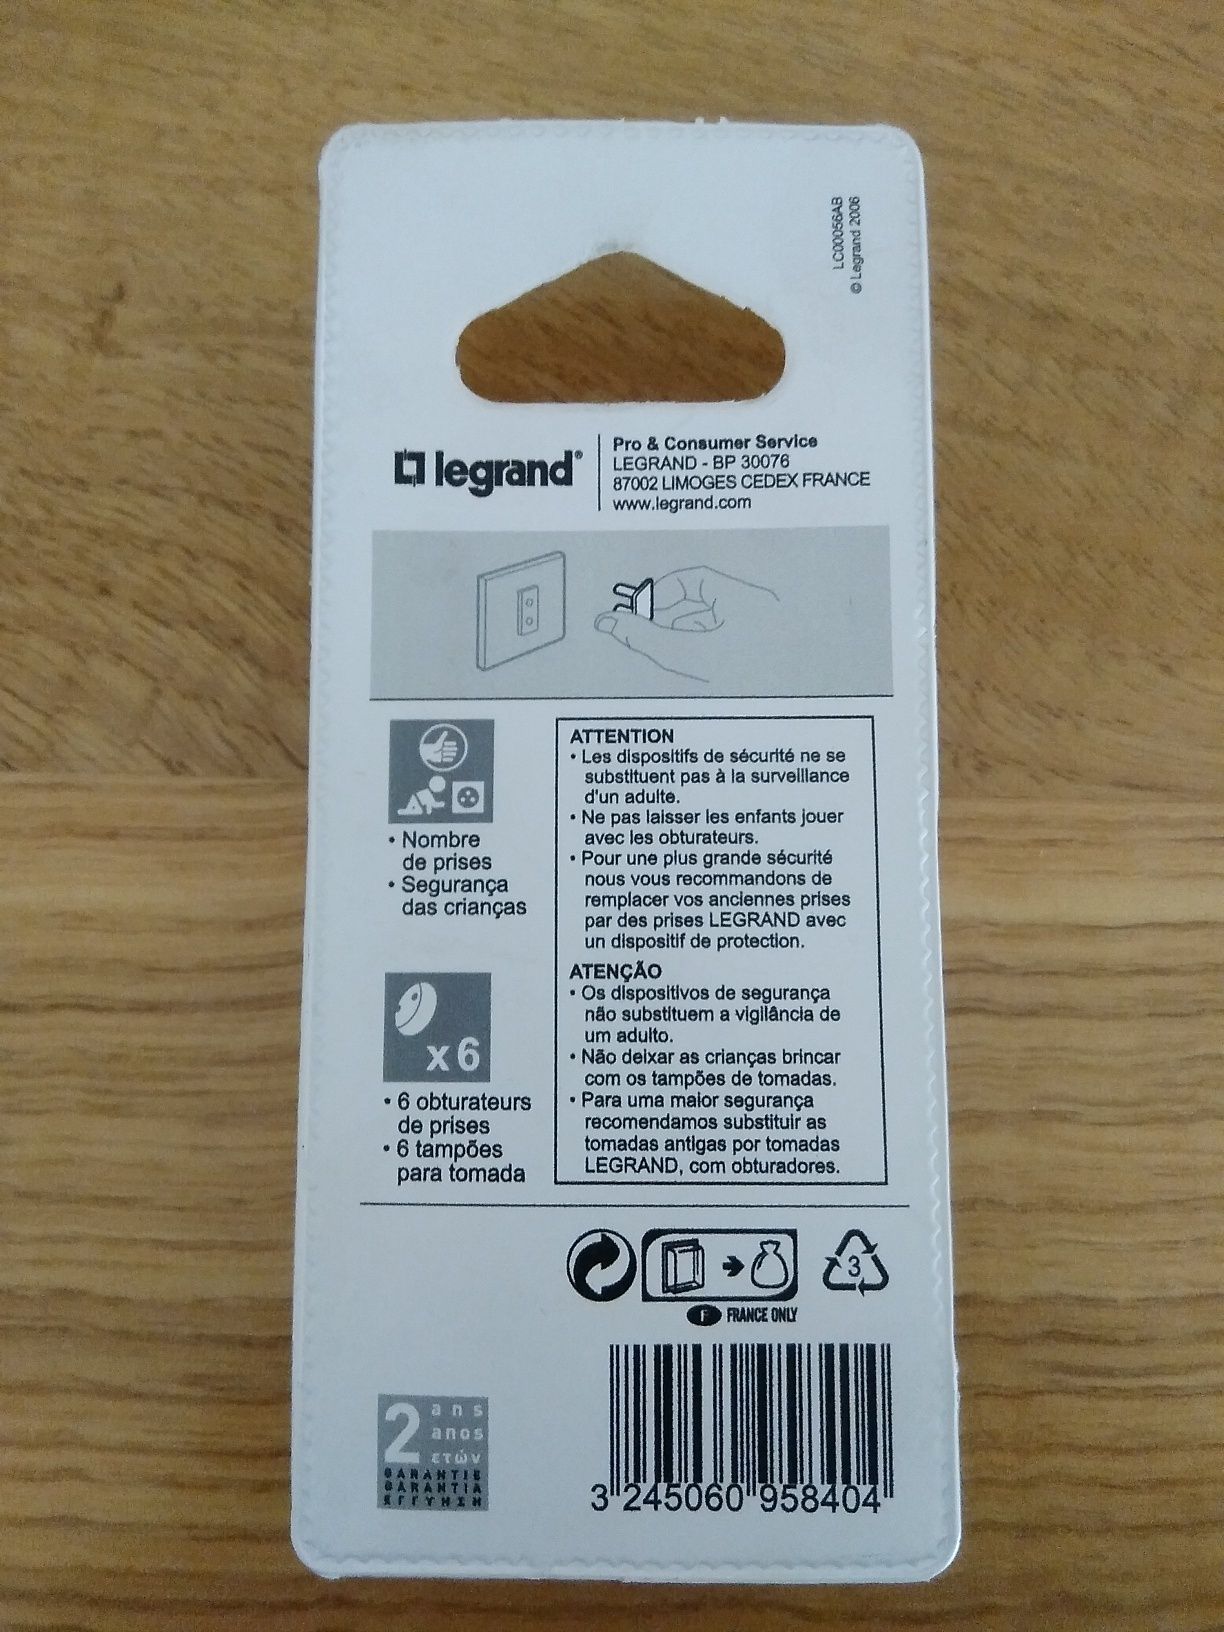 LC00056AB
© Legrand 2006
legrand®
Pro & Consumer Service
LEGRAND - BP 30076
87002 LIMOGES CEDEX FRANCE
www.legrand.com
• Nombre
de prises
• Segurança
das crianças
x6
• 6 obturateurs
de prises
• 6 tampões
para tomada
ATTENTION
• Les dispositifs de sécurité ne se
substituent pas à la surveillance
d'un adulte.
• Ne pas laisser les enfants jouer
avec les obturateurs.
• Pour une plus grande sécurité
nous vous recommandons de
remplacer vos anciennes prises
par des prises LEGRAND avec
un dispositif de protection.
ATENÇÃO
• Os dispositivos de segurança
não substituem a vigilância de
um adulto.
• Não deixar as crianças brincar
com os tampões de tomadas.
• Para uma maior segurança
recomendamos substituir as
tomadas antigas por tomadas
LEGRAND, com obturadores.
3
F FRANCE ONLY
2 ans
anos
ετών
GARANTIE
GARANTIA
ΕΓΓΥΗΣΗ
3 245060 958404